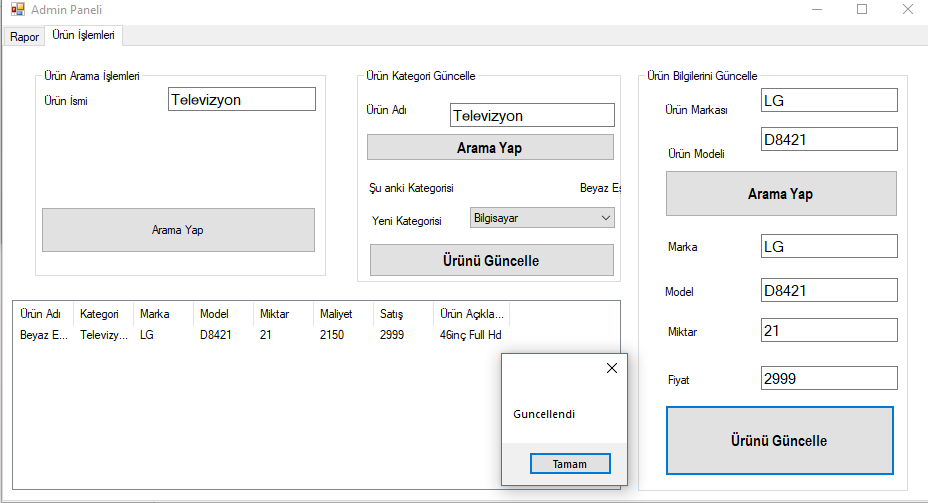 Admin Paneli
Rapor
Ürün İşlemleri
Ürün Arama İşlemleri
Ürün İsmi
Televizyon
Arama Yap
Ürün Kategori Güncelle
Ürün Adı
Televizyon
Arama Yap
Şu anki Kategorisi
Beyaz Eş
Yeni Kategorisi
Bilgisayar
Ürünü Güncelle
Ürün Bilgilerini Güncelle
Ürün Markası
LG
Ürün Modeli
D8421
Arama Yap
Marka
LG
Model
D8421
Miktar
21
Fiyat
2999
Ürünü Güncelle
Ürün Adı Kategori Marka Model Miktar Maliyet Satış Ürün Açıkla...
Beyaz E... Televizy... LG D8421 21 2150 2999 46inç Full Hd
Guncellendi
Tamam